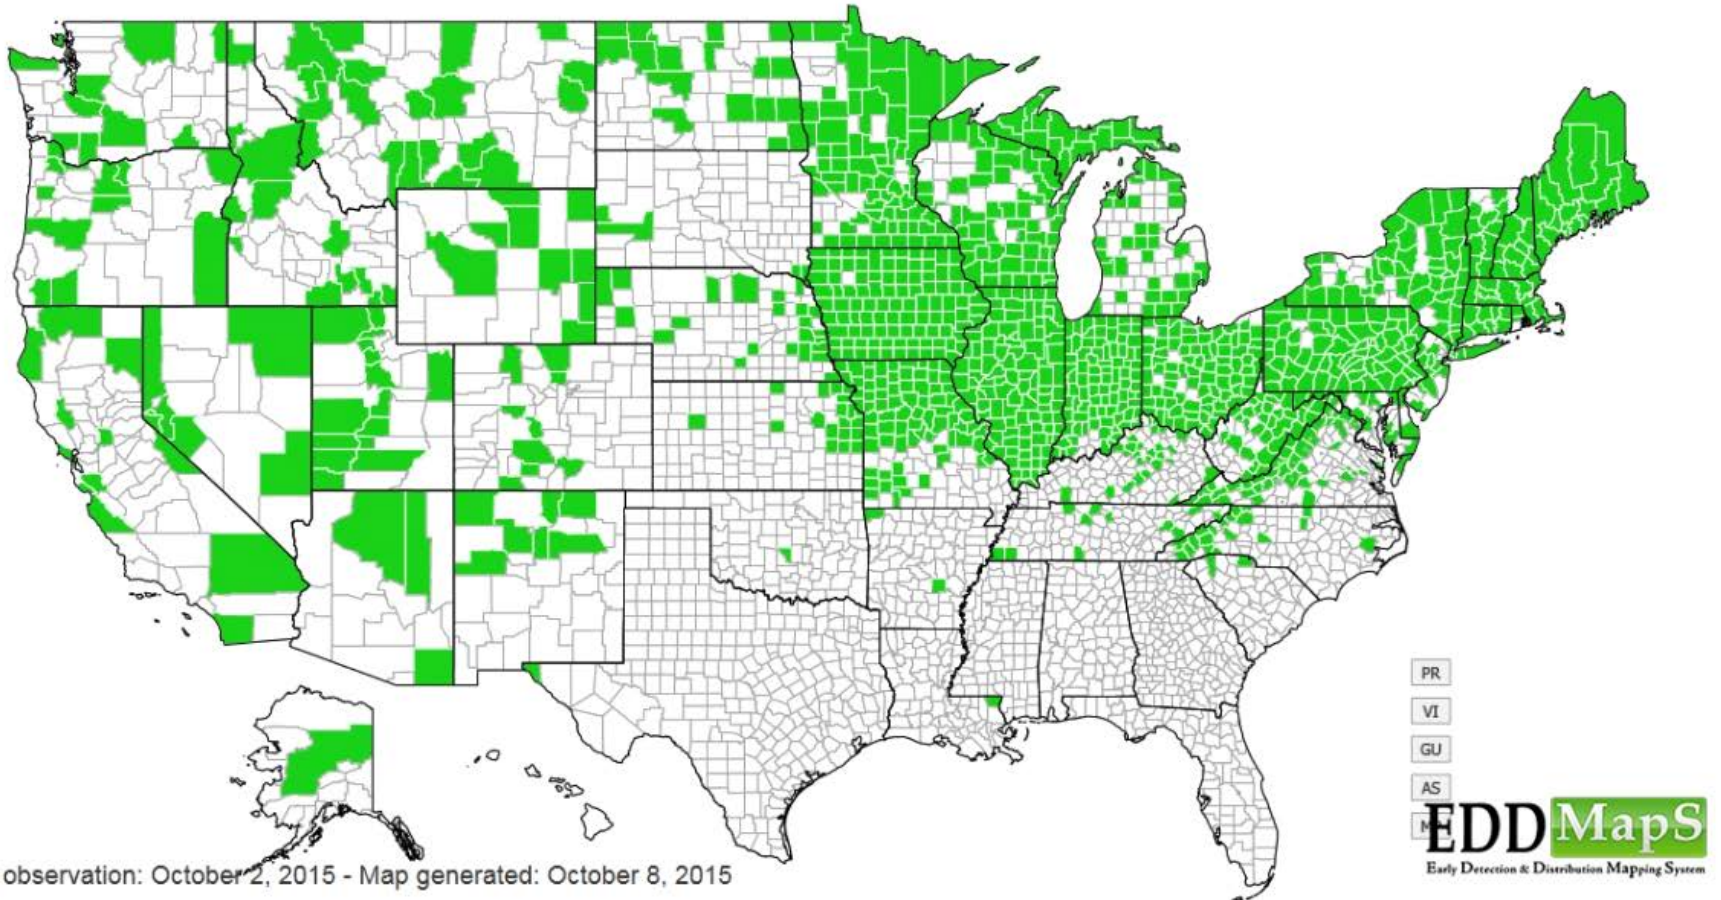 PR
VI
GU
AS
EDDMapS
Early Detection & Distribution Mapping System
observation: October 2, 2015 - Map generated: October 8, 2015